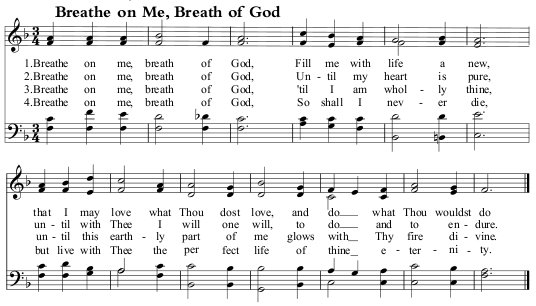 Breathe on Me, Breath of God
1.Breathe on me, breath of God, Fill me with life a new,
2.Breathe on me, breath of God, Un - til my heart is pure,
3.Breathe on me, breath of God, 'til I am whol - ly thine,
4.Breathe on me, breath of God, So shall I nev - er die,
that I may love what Thou dost love, and do what Thou wouldst do
un - til with Thee I will one will, to do and to en - dure.
un - til this earth - ly part of me glows with Thy fire di - vine.
but live with Thee the per fect life of thine e - ter - ni - ty.